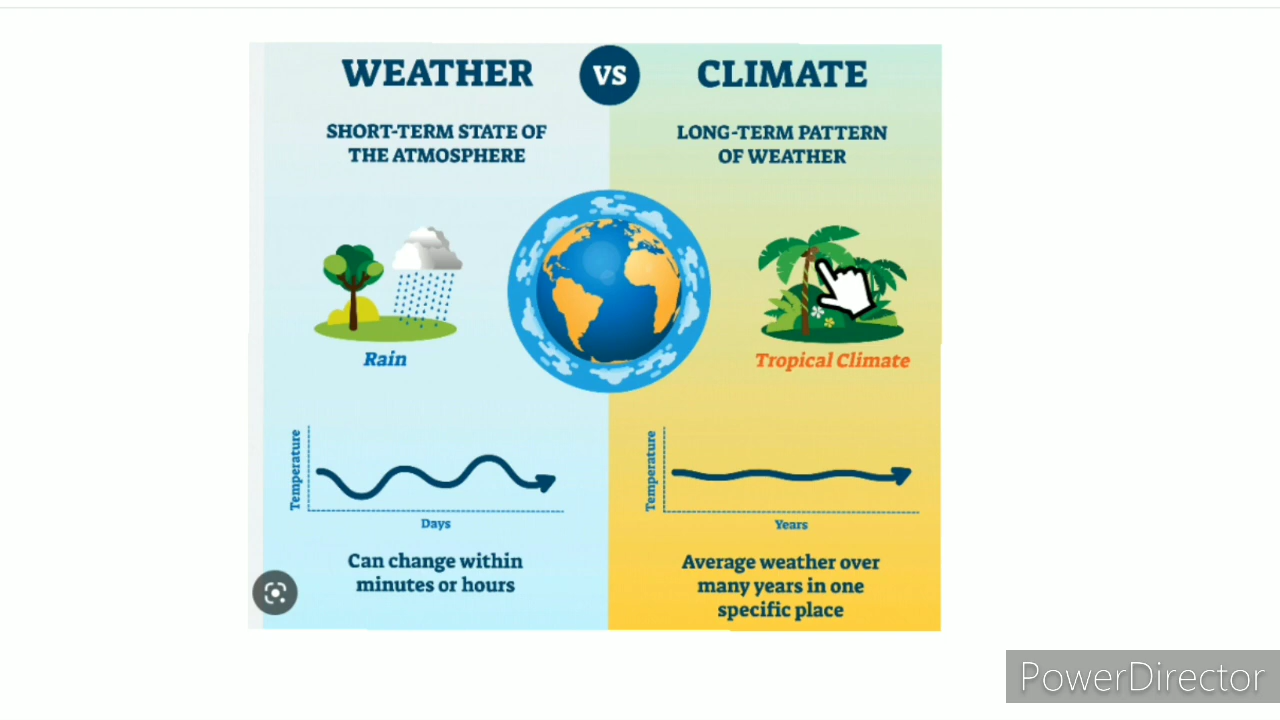 WEATHER
VS
CLIMATE
SHORT-TERM STATE OF
THE ATMOSPHERE
LONG-TERM PATTERN
OF WEATHER
Rain
Tropical Climate
Temperature
Days
Temperature
Years
Can change within
minutes or hours
Average weather over
many years in one
specific place
PowerDirector